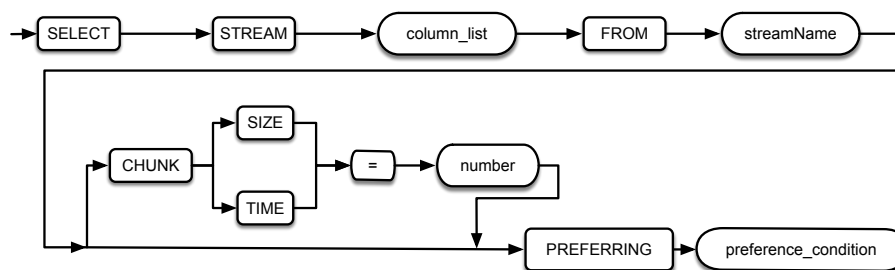 SELECT STREAM column_list FROM streamName
SIZE
CHUNK = number
TIME
PREFERRING preference_condition